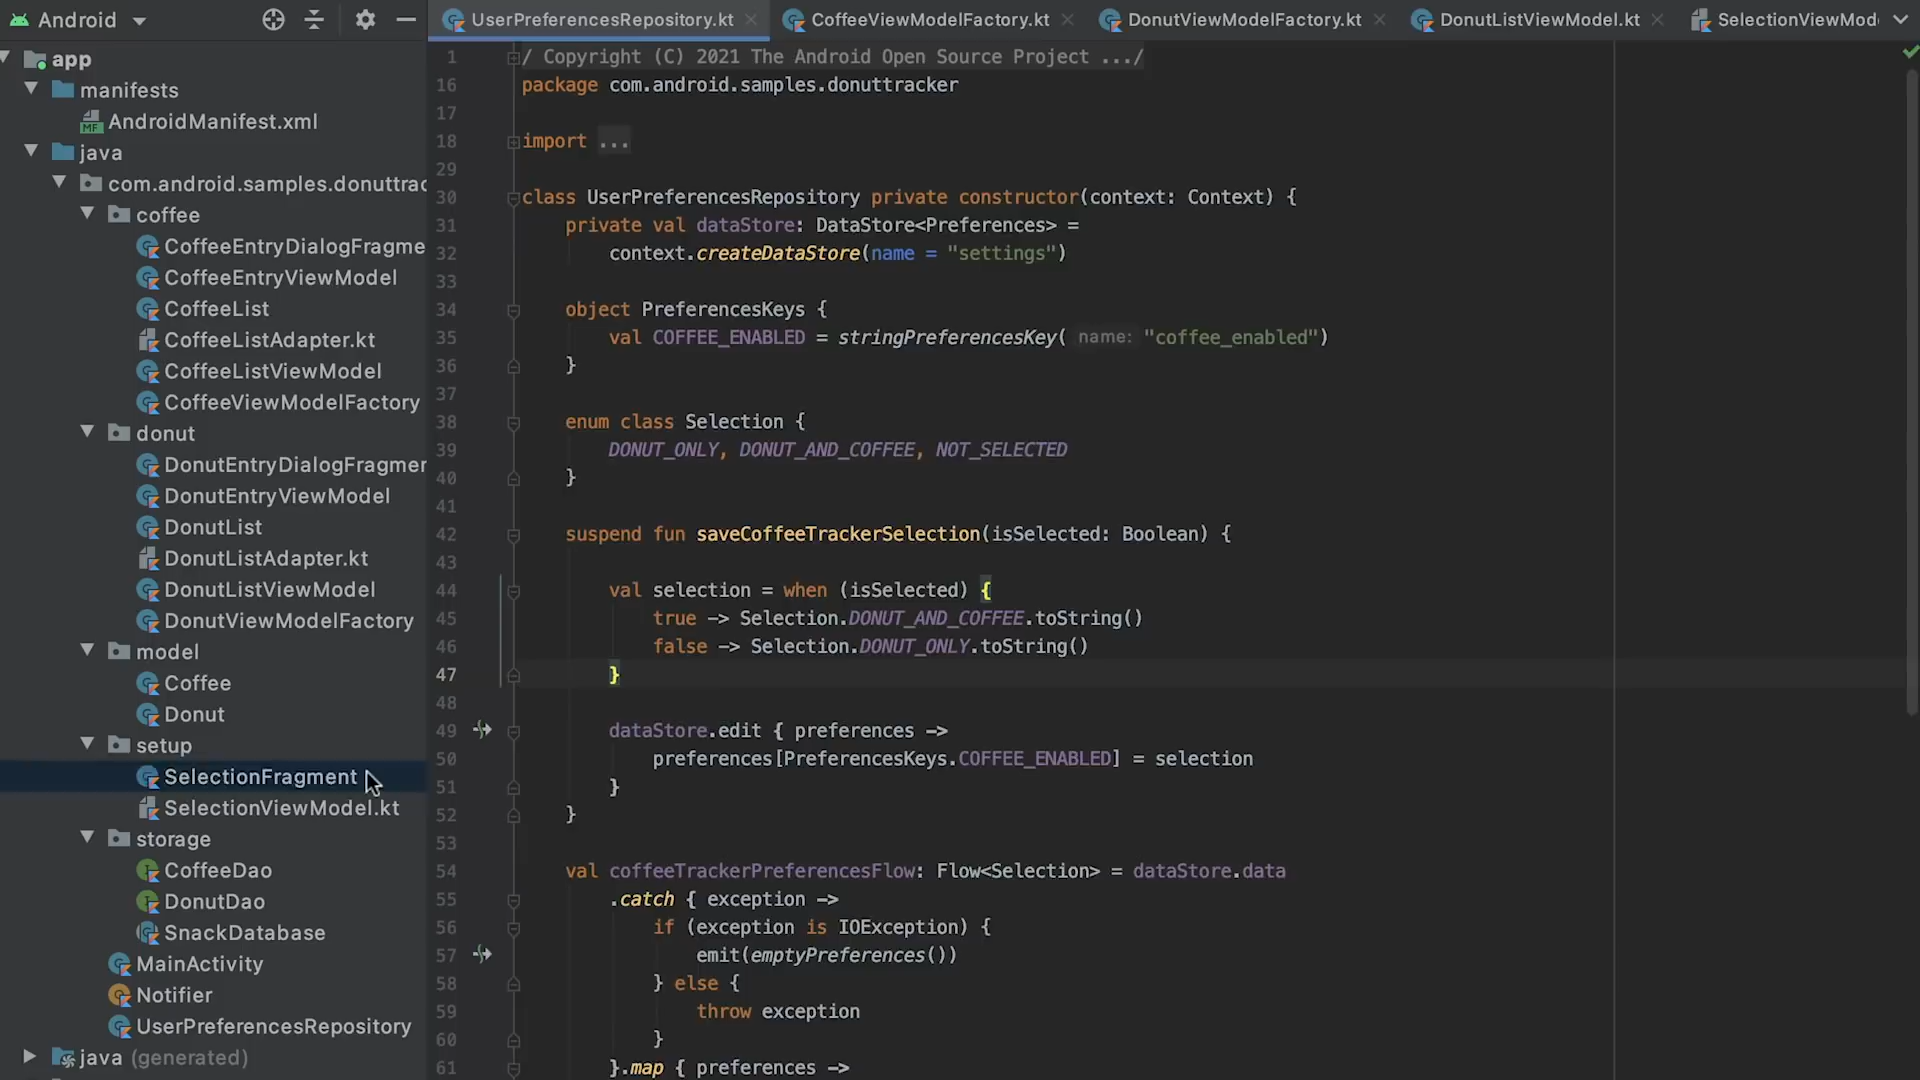 Android
app
manifests
MF AndroidManifest.xml
java
com.android.samples.donuttrac
coffee
CoffeeEntryDialogFragme
CoffeeEntryViewModel
CoffeeList
CoffeeListAdapter.kt
CoffeeListViewModel
CoffeeViewModelFactory
donut
DonutEntryDialogFragmen
DonutEntryViewModel
DonutList
DonutListAdapter.kt
DonutListViewModel
DonutViewModelFactory
model
Coffee
Donut
setup
SelectionFragment
SelectionViewModel.kt
storage
CoffeeDao
DonutDao
SnackDatabase
MainActivity
Notifier
UserPreferencesRepository
java (generated)
UserPreferencesRepository.kt CoffeeViewModelFactory.kt DonutViewModelFactory.kt DonutListViewModel.kt SelectionViewMod
1 / Copyright (C) 2021 The Android Open Source Project .../
16 package com.android.samples.donuttracker
17
18 import ...
29
30 class UserPreferencesRepository private constructor(context: Context) {
31 private val dataStore: DataStore<Preferences> =
32 context.createDataStore(name = "settings")
33
34 object PreferencesKeys {
35 val COFFEE_ENABLED = stringPreferencesKey( name: "coffee_enabled")
36 }
37
38 enum class Selection {
39 DONUT_ONLY, DONUT_AND_COFFEE, NOT_SELECTED
40 }
41
42 suspend fun saveCoffeeTrackerSelection(isSelected: Boolean) {
43
44 val selection = when (isSelected) {
45 true -> Selection.DONUT_AND_COFFEE.toString()
46 false -> Selection.DONUT_ONLY.toString()
47 }
48
49 dataStore.edit { preferences ->
50 preferences[PreferencesKeys.COFFEE_ENABLED] = selection
51 }
52 }
53
54 val coffeeTrackerPreferencesFlow: Flow<Selection> = dataStore.data
55 .catch { exception ->
56 if (exception is IOException) {
57 emit(emptyPreferences())
58 } else {
59 throw exception
60 }
61 }.map { preferences ->